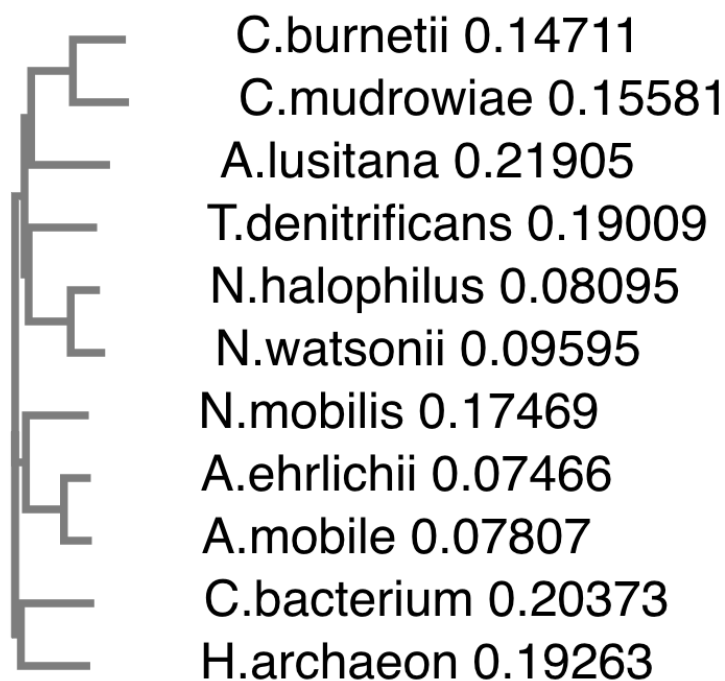 C.burnetii 0.14711
C.mudrowiae 0.15581
A.lusitana 0.21905
T.denitrificans 0.19009
N.halophilus 0.08095
N.watsonii 0.09595
N.mobilis 0.17469
A.ehrlichii 0.07466
A.mobile 0.07807
C.bacterium 0.20373
H.archaeon 0.19263